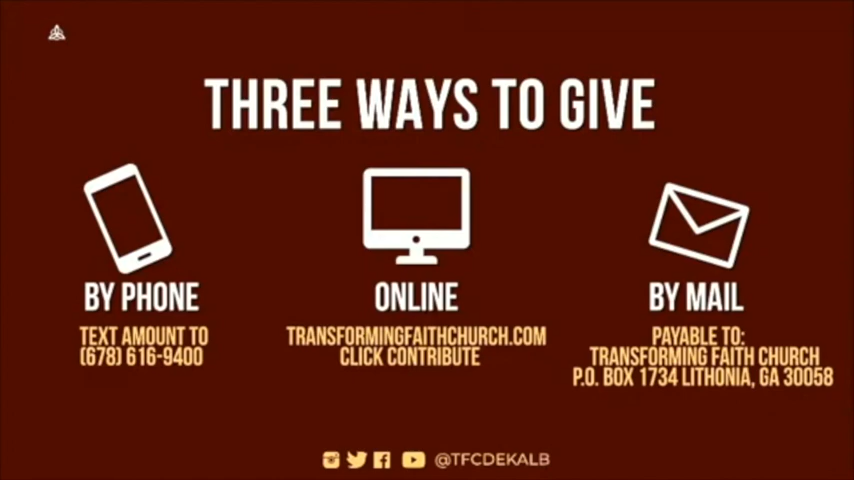 THREE WAYS TO GIVE
BY PHONE
TEXT AMOUNT TO
(678) 616-9400
ONLINE
TRANSFORMINGFAITHCHURCH.COM
CLICK CONTRIBUTE
BY MAIL
PAYABLE TO:
TRANSFORMING FAITH CHURCH
P.O. BOX 1734 LITHONIA, GA 30058
@TFCDEKALB